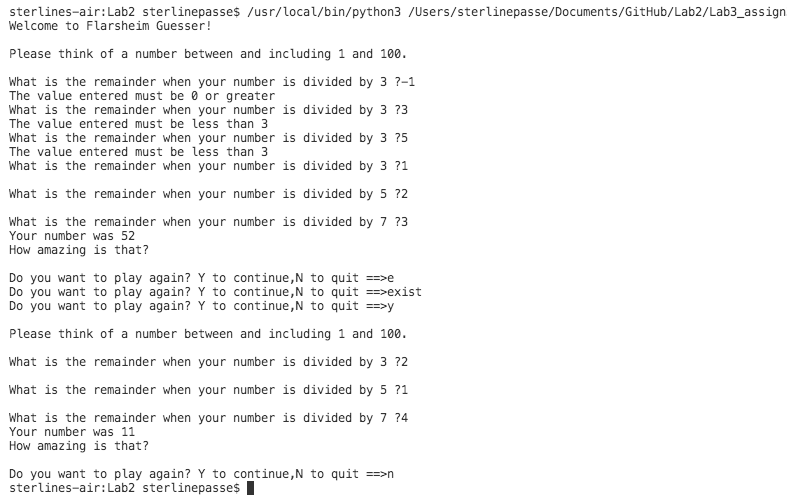 sterlines-air:Lab2 sterlinepasse$ /usr/local/bin/python3 /Users/sterlinepasse/Documents/GitHub/Lab2/Lab3_assign
Welcome to Flarsheim Guesser!
Please think of a number between and including 1 and 100.
What is the remainder when your number is divided by 3 ?-1
The value entered must be 0 or greater
What is the remainder when your number is divided by 3 ?3
The value entered must be less than 3
What is the remainder when your number is divided by 3 ?5
The value entered must be less than 3
What is the remainder when your number is divided by 3 ?1
What is the remainder when your number is divided by 5 ?2
What is the remainder when your number is divided by 7 ?3
Your number was 52
How amazing is that?
Do you want to play again? Y to continue,N to quit ==>e
Do you want to play again? Y to continue,N to quit ==>exist
Do you want to play again? Y to continue,N to quit ==>y
Please think of a number between and including 1 and 100.
What is the remainder when your number is divided by 3 ?2
What is the remainder when your number is divided by 5 ?1
What is the remainder when your number is divided by 7 ?4
Your number was 11
How amazing is that?
Do you want to play again? Y to continue,N to quit ==>n
sterlines-air:Lab2 sterlinepasse$